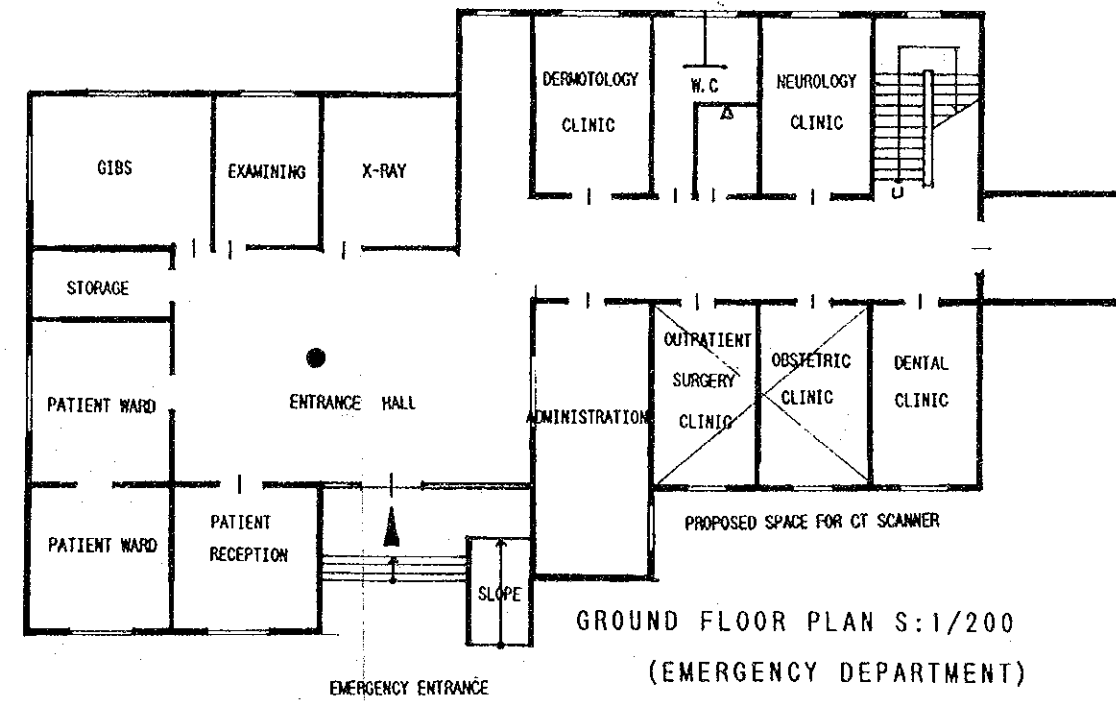 DERMOTOLOGY
CLINIC
W.C
NEUROLOGY
CLINIC
GIBS
EXAMINING
X-RAY
U
STORAGE
PATIENT WARD
ENTRANCE HALL
ADMINISTRATION
OUTPATIENT
SURGERY
CLINIC
OBSTETRIC
CLINIC
DENTAL
CLINIC
PATIENT WARD
PATIENT
RECEPTION
SLOPE
PROPOSED SPACE FOR CT SCANNER
GROUND FLOOR PLAN S:1/200
(EMERGENCY DEPARTMENT)
EMERGENCY ENTRANCE